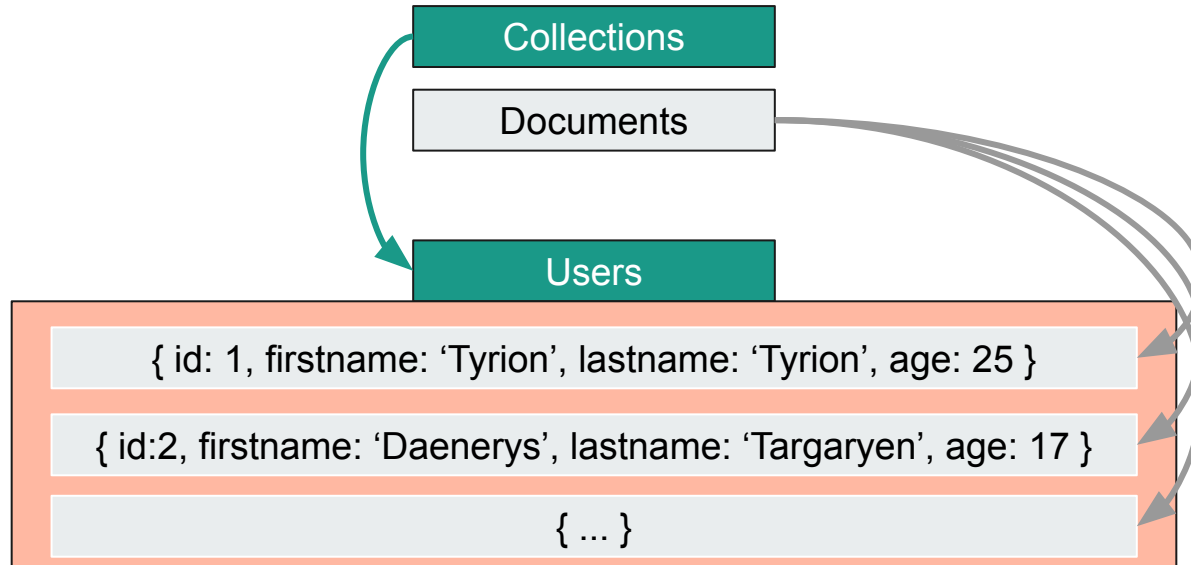 Collections
Documents
Users
{ id: 1, firstname: ‘Tyrion’, lastname: ‘Tyrion’, age: 25 }
{ id:2, firstname: ‘Daenerys’, lastname: ‘Targaryen’, age: 17 }
{ ... }